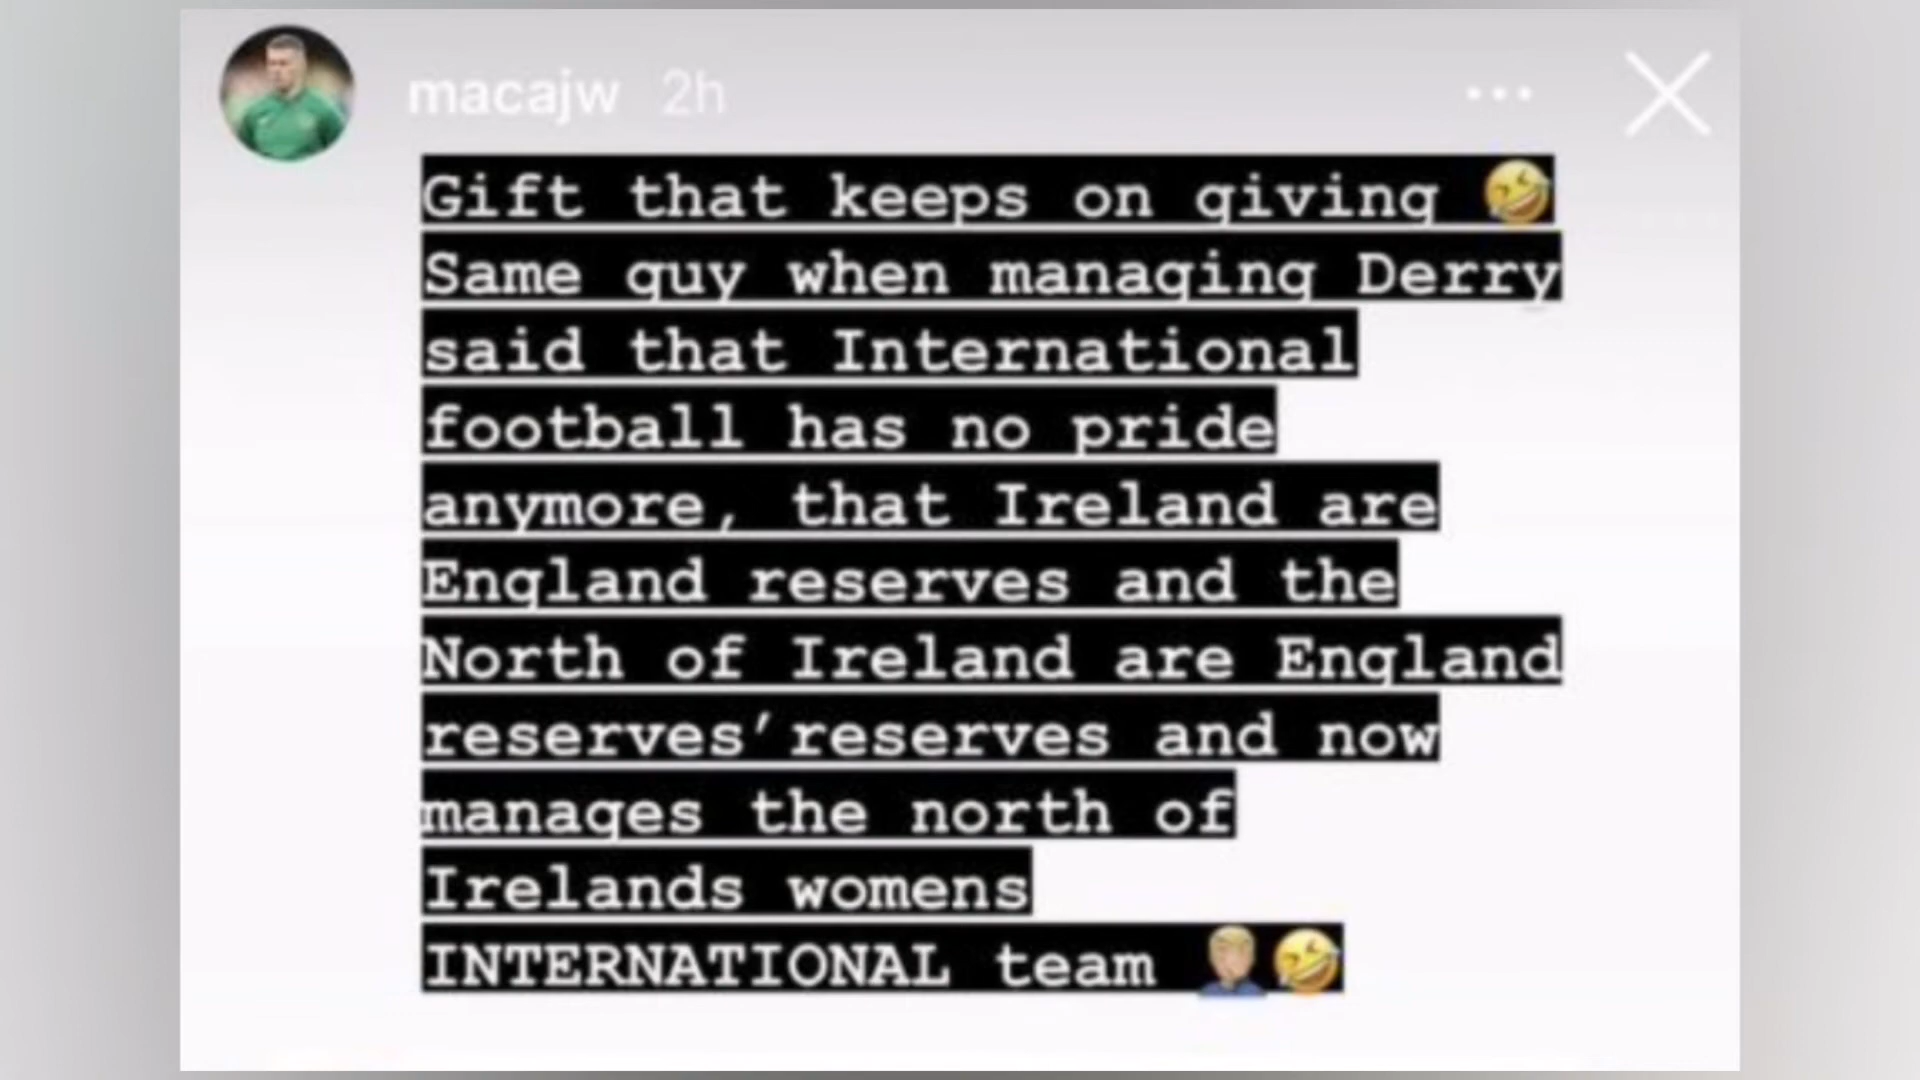 macajw 2h
Gift that keeps on giving 🤣
Same guy when managing Derry
said that International
football has no pride
anymore, that Ireland are
England reserves and the
North of Ireland are England
reserves’reserves and now
manages the north of
Irelands womens
INTERNATIONAL team 🤦🏼‍♂️🤣